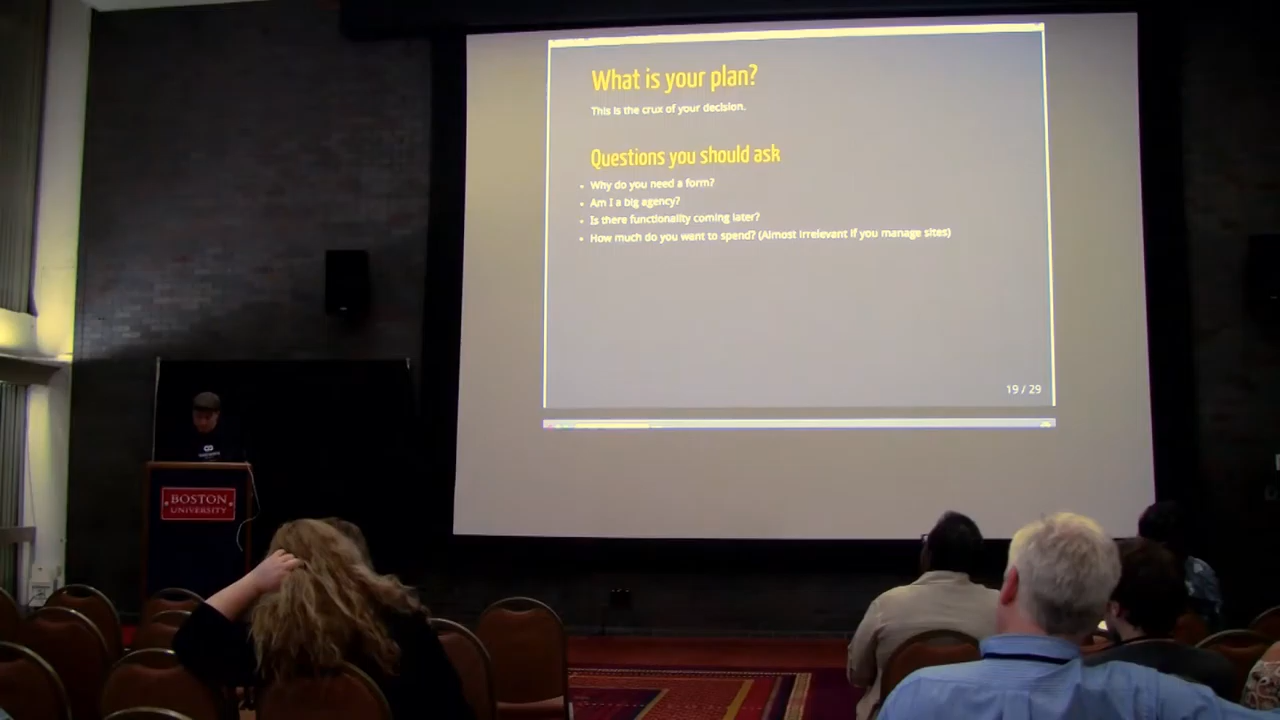 What is your plan?
This is the crux of your decision.
Questions you should ask
• Why do you need a form?
• Am I a big agency?
• Is there functionality coming later?
• How much do you want to spend? (Almost irrelevant if you manage sites)
19 / 29
BOSTON
UNIVERSITY